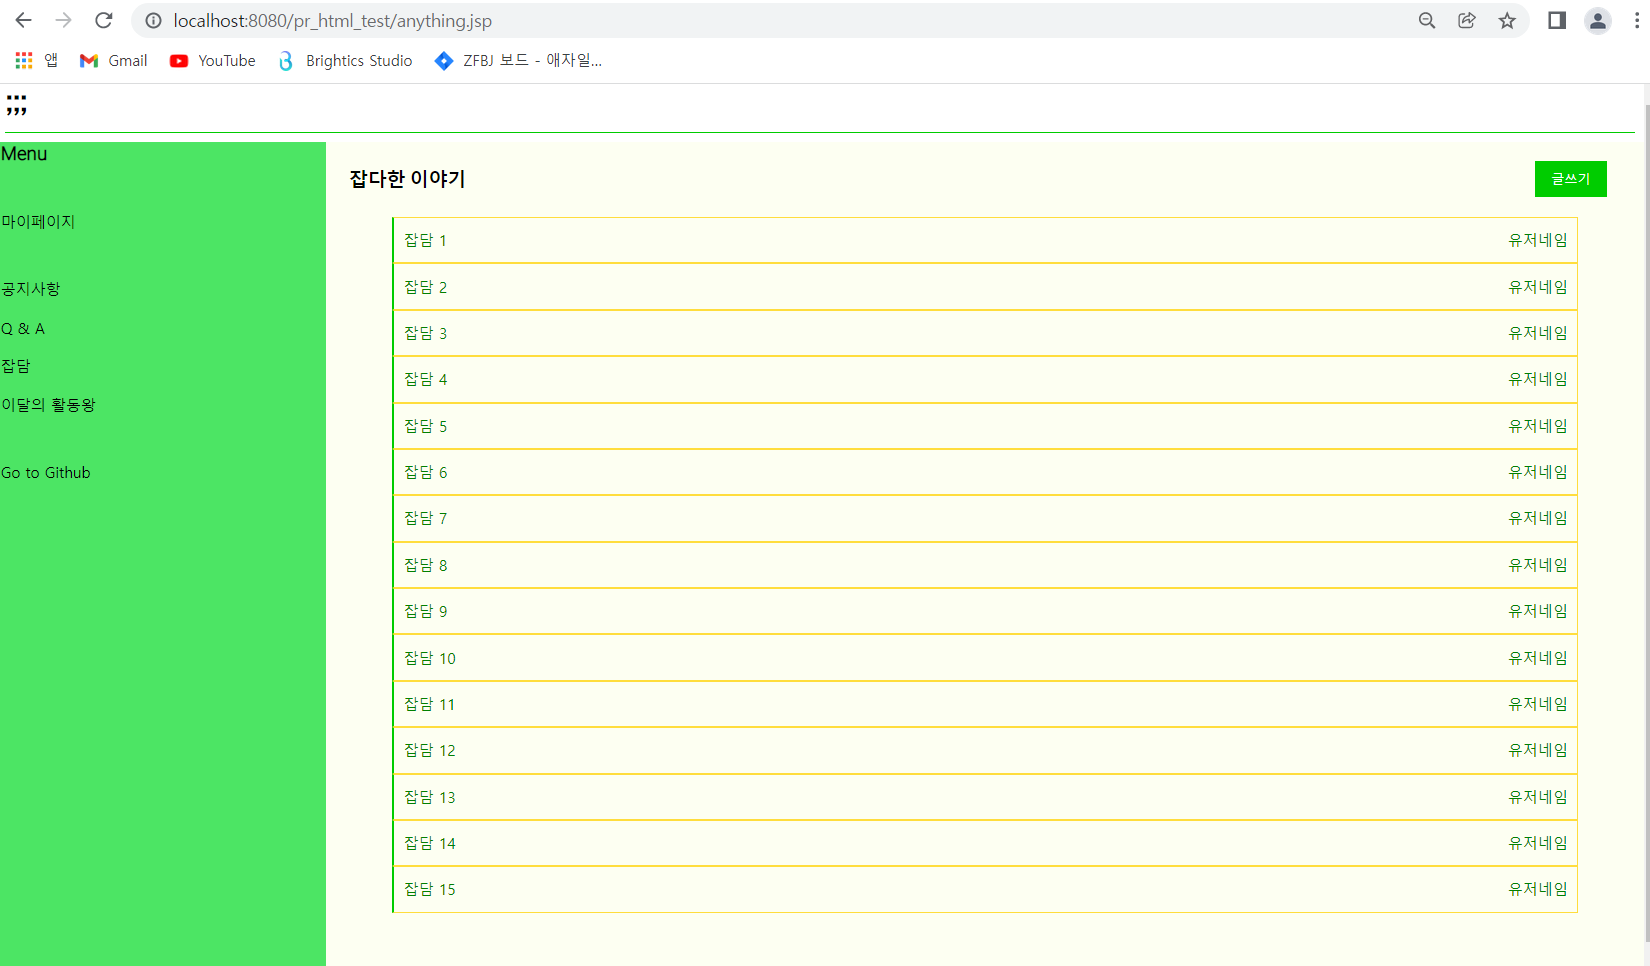 localhost:8080/pr_html_test/anything.jsp
앱 Gmail YouTube Brightics Studio ZFBJ 보드 - 애자일...
;;;
Menu
마이페이지
공지사항
Q & A
잡담
이달의 활동왕
Go to Github
잡다한 이야기 글쓰기
잡담 1 유저네임
잡담 2 유저네임
잡담 3 유저네임
잡담 4 유저네임
잡담 5 유저네임
잡담 6 유저네임
잡담 7 유저네임
잡담 8 유저네임
잡담 9 유저네임
잡담 10 유저네임
잡담 11 유저네임
잡담 12 유저네임
잡담 13 유저네임
잡담 14 유저네임
잡담 15 유저네임